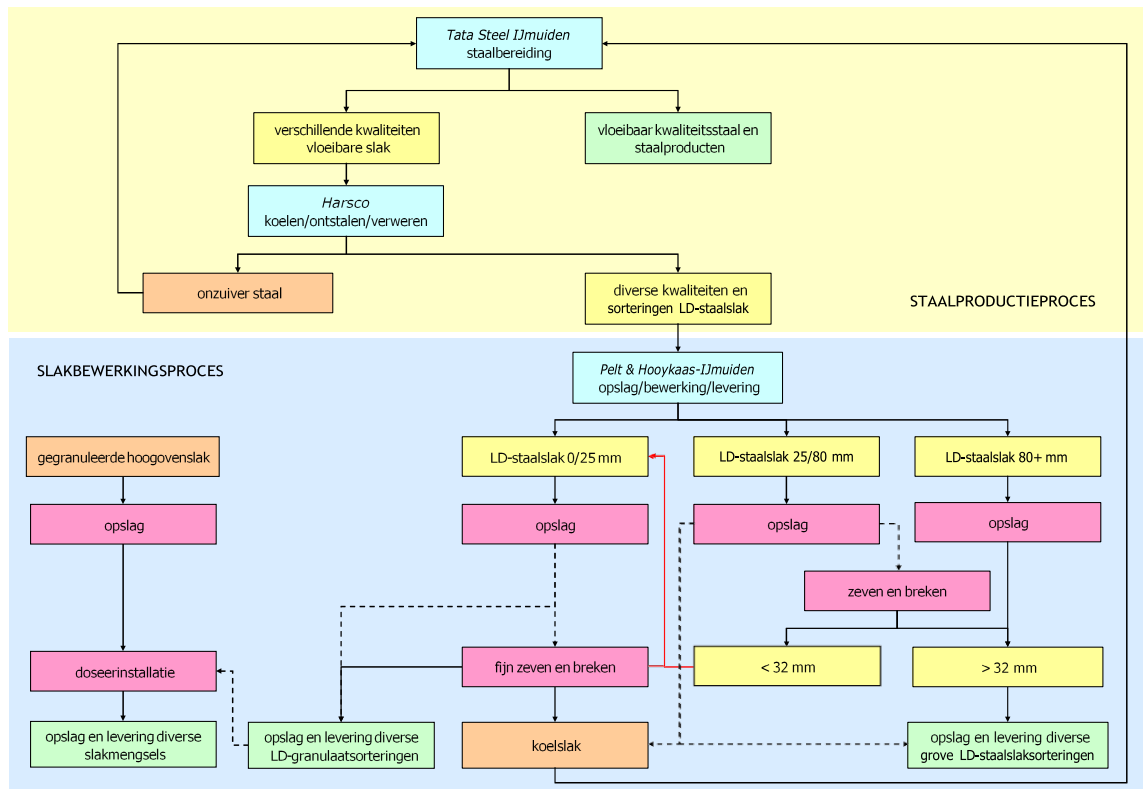 Tata Steel IJmuiden
staalbereiding
verschillende kwaliteiten
vloeibare slak
vloeibaar kwaliteitsstaal en
staalproducten
Harsco
koelen/ontstalen/verweren
onzuiver staal
diverse kwaliteiten en
sorteringen LD-staalslak
STAALPRODUCTIEPROCES
SLAKBEWERKINGSPROCES
Pelt & Hooykaas-IJmuiden
opslag/bewerking/levering
gegranuleerde hoogovenslak
LD-staalslak 0/25 mm
LD-staalslak 25/80 mm
LD-staalslak 80+ mm
opslag
opslag
opslag
opslag
zeven en breken
doseerinstallatie
fijn zeven en breken
< 32 mm
> 32 mm
opslag en levering diverse
slakmengsels
opslag en levering diverse
LD-granulaatsorteringen
koelslak
opslag en levering diverse
grove LD-staalslaksorteringen